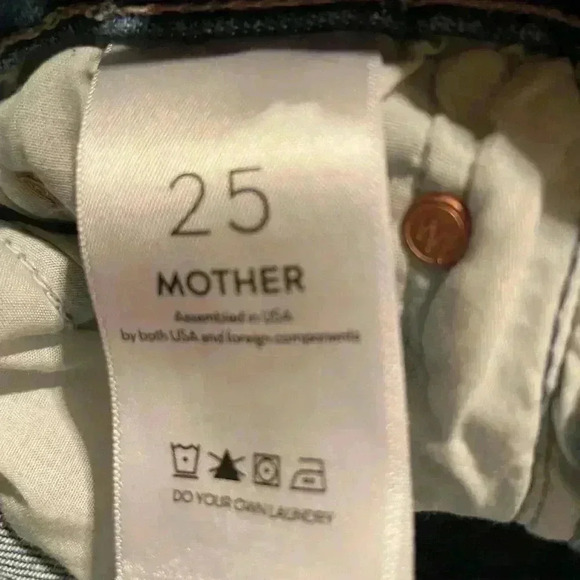 25
MOTHER
Assembled in USA
by both USA and foreign components
DO YOUR OWN LAUNDRY